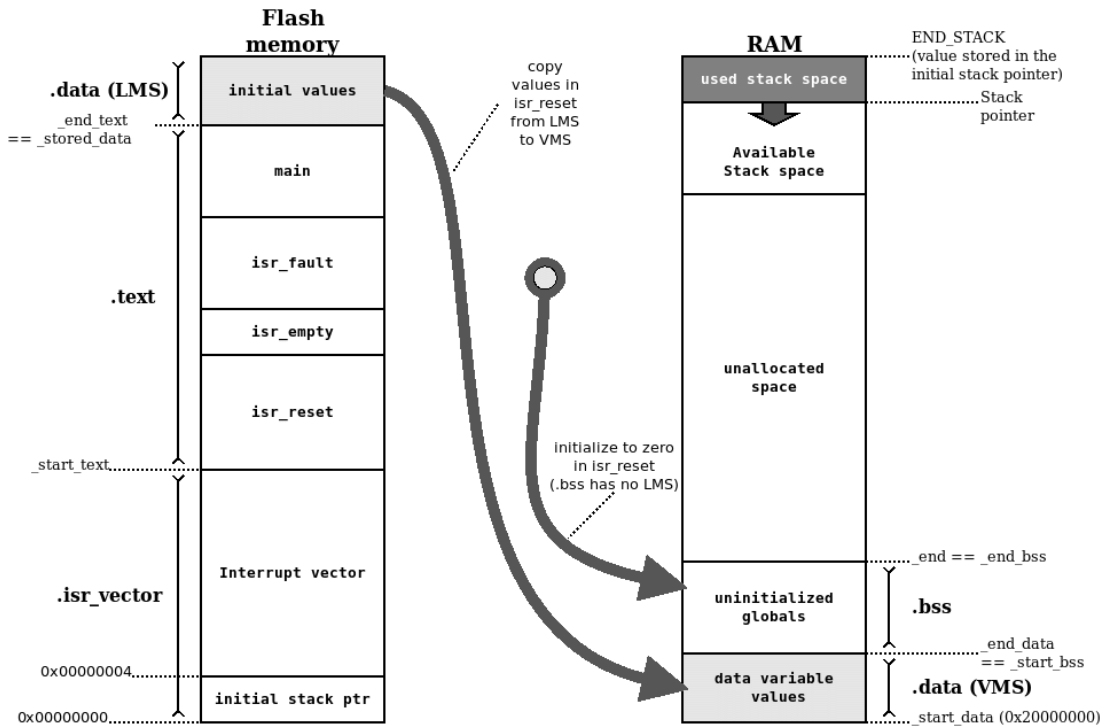 Flash
memory
.data (LMS)
_end_text
== _stored_data
.text
_start_text
.isr_vector
0x00000004
0x00000000
initial values
main
isr_fault
isr_empty
isr_reset
Interrupt vector
initial stack ptr
copy
values in
isr_reset
from LMS
to VMS
initialize to zero
in isr_reset
(.bss has no LMS)
RAM
used stack space
Available
Stack space
unallocated
space
uninitialized
globals
data variable
values
END_STACK
(value stored in the
initial stack pointer)
Stack
pointer
_end == _end_bss
.bss
_end_data
== _start_bss
.data (VMS)
_start_data (0x20000000)